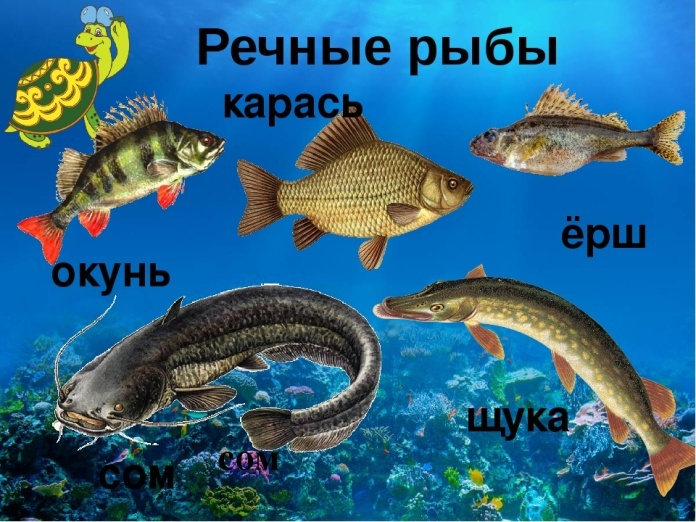 Речные рыбы
карась
ёрш
окунь
щука
сом
сом